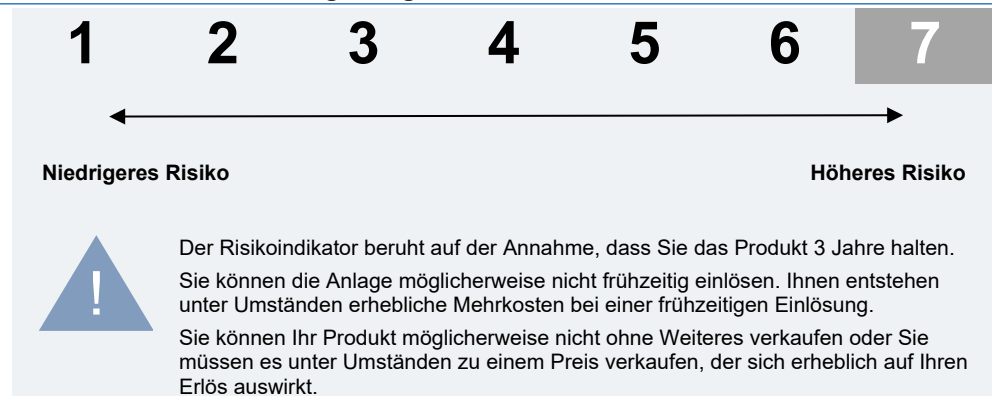 1 2 3 4 5 6 7
Niedrigeres Risiko Höheres Risiko
!
Der Risikoindikator beruht auf der Annahme, dass Sie das Produkt 3 Jahre halten.
Sie können die Anlage möglicherweise nicht frühzeitig einlösen. Ihnen entstehen
unter Umständen erhebliche Mehrkosten bei einer frühzeitigen Einlösung.
Sie können Ihr Produkt möglicherweise nicht ohne Weiteres verkaufen oder Sie
müssen es unter Umständen zu einem Preis verkaufen, der sich erheblich auf Ihren
Erlös auswirkt.